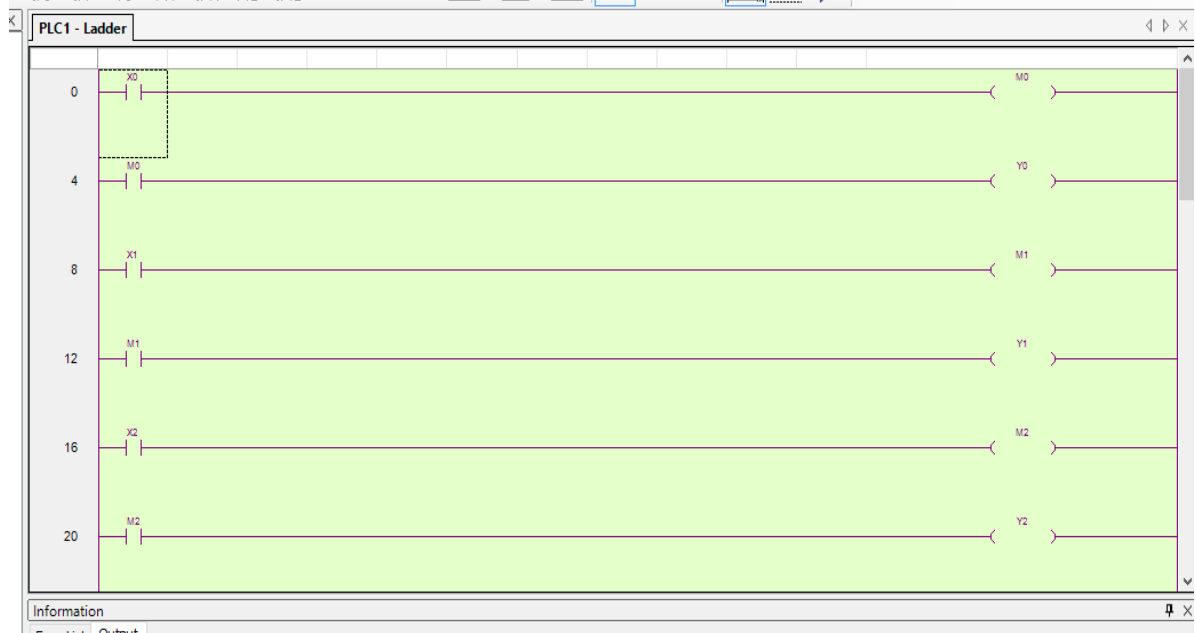 PLC1 - Ladder
X0 M0
0
M0 Y0
4
X1 M1
8
M1 Y1
12
X2 M2
16
M2 Y2
20
Information
Output